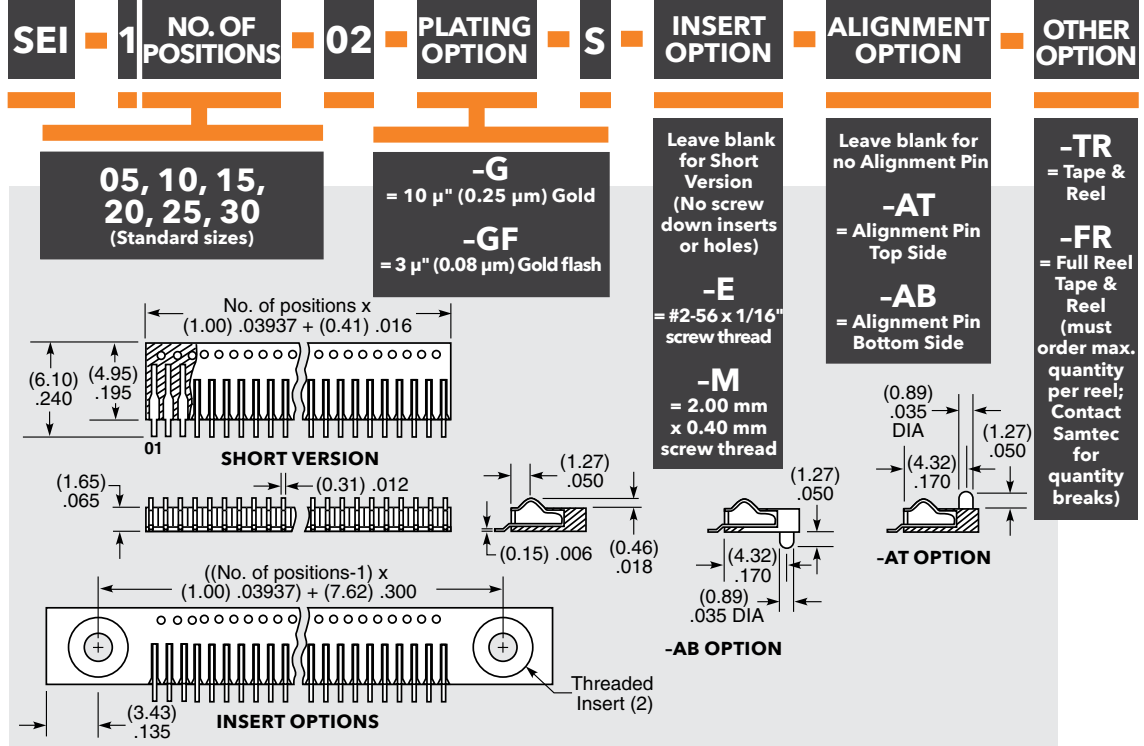 SEI - 1 NO. OF POSITIONS - 02 - PLATING OPTION - S - INSERT OPTION - ALIGNMENT OPTION - OTHER OPTION
05, 10, 15,
20, 25, 30
(Standard sizes)
–G
= 10 µ" (0.25 µm) Gold
–GF
= 3 µ" (0.08 µm) Gold flash
Leave blank
for Short
Version
(No screw
down inserts
or holes)
–E
= #2-56 x 1/16"
screw thread
–M
= 2.00 mm
x 0.40 mm
screw thread
Leave blank for
no Alignment Pin
–AT
= Alignment Pin
Top Side
–AB
= Alignment Pin
Bottom Side
–TR
= Tape &
Reel
–FR
= Full Reel
Tape &
Reel
(must
order max.
quantity
per reel;
Contact
Samtec
for
quantity
breaks)
No. of positions x
(1.00) .03937 + (0.41) .016
(6.10)
.240
(4.95)
.195
01
SHORT VERSION
(1.65)
.065
(0.31) .012
(1.27)
.050
(0.15) .006
(0.46)
.018
(1.27)
.050
(4.32)
.170
(0.89)
.035 DIA
–AB OPTION
(0.89)
.035
DIA
(1.27)
.050
(4.32)
.170
–AT OPTION
((No. of positions-1) x
(1.00) .03937) + (7.62) .300
(3.43)
.135
INSERT OPTIONS
Threaded
Insert (2)